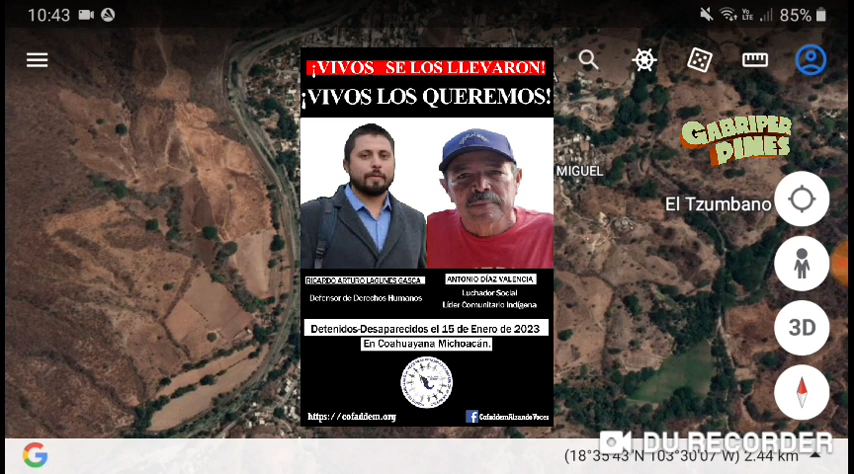 10:43
Vo
LTE
85%
¡VIVOS SE LOS LLEVARON!
¡VIVOS LOS QUEREMOS!
GABRIPER
DINES
MIGUEL
El Tzumbano
RICARDO ARTURO LAGUNES GASCA
Defensor de Derechos Humanos
ANTONIO DÍAZ VALENCIA
Luchador Social
Líder Comunitario Indígena
3D
Detenidos-Desaparecidos el 15 de Enero de 2023
En Coahuayana Michoacán.
https://cofaddem.org
CofaddemAlzandoVoces
DU RECORDER
(18°35'43"N 103°30'07"W) 2.44 km